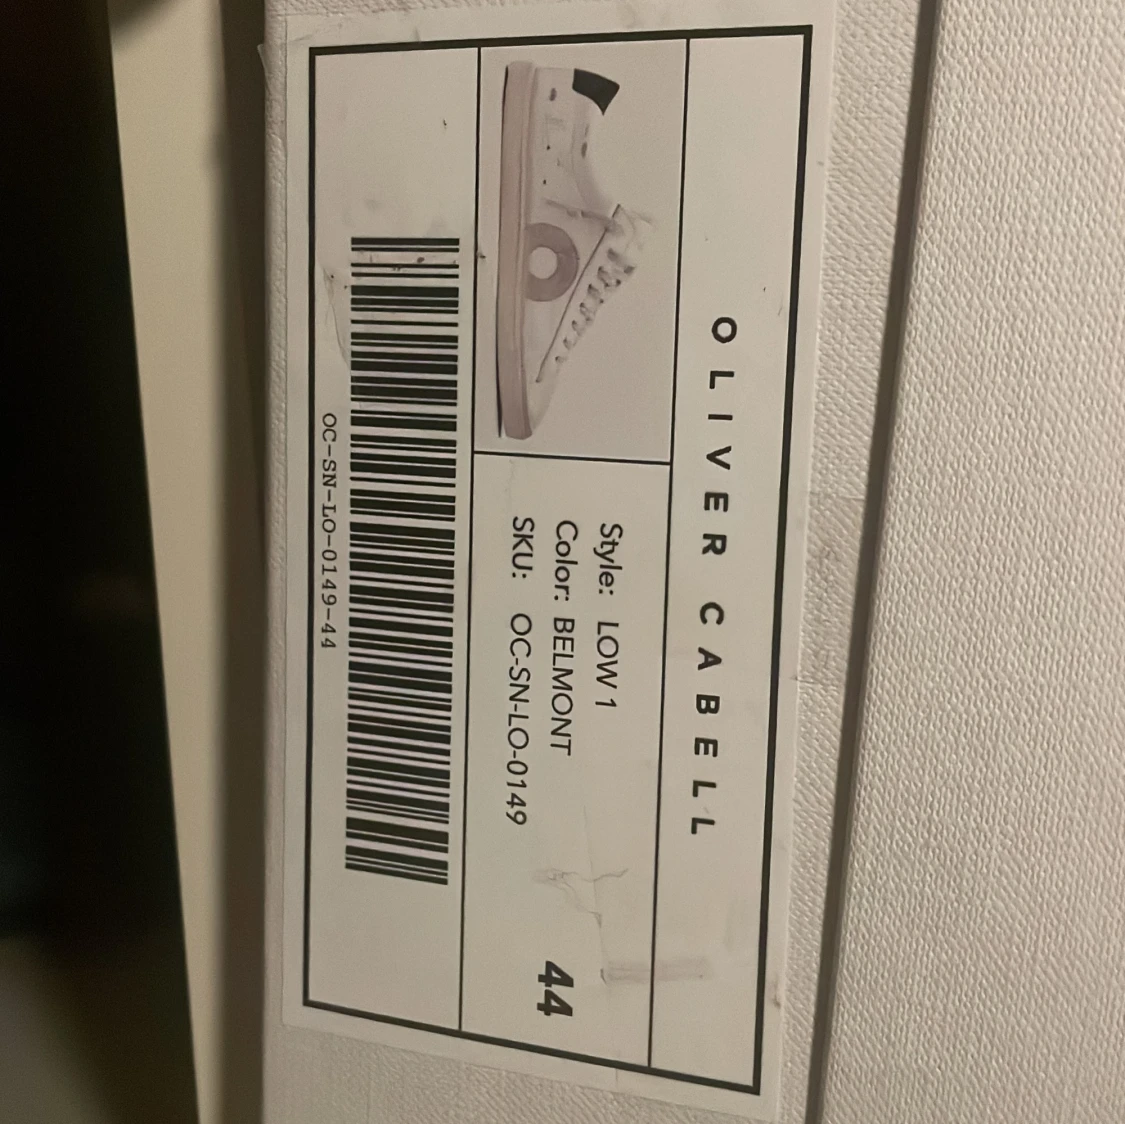 OLIVER CABELL
Style: LOW 1
Color: BELMONT
SKU: OC-SN-LO-0149
44
OC-SN-LO-0149-44